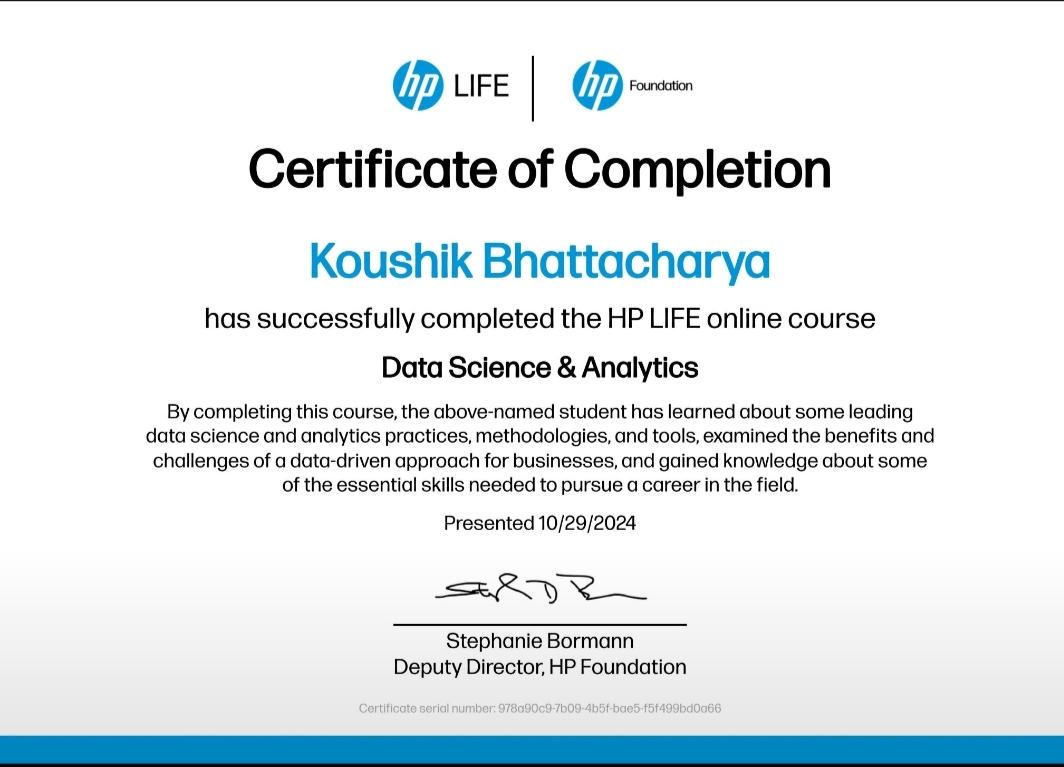 hp LIFE | hp Foundation
Certificate of Completion
Koushik Bhattacharya
has successfully completed the HP LIFE online course
Data Science & Analytics
By completing this course, the above-named student has learned about some leading
data science and analytics practices, methodologies, and tools, examined the benefits and
challenges of a data-driven approach for businesses, and gained knowledge about some
of the essential skills needed to pursue a career in the field.
Presented 10/29/2024
Stephanie Bormann
Deputy Director, HP Foundation
Certificate serial number: 978a90c9-7b09-4b5f-bae5-f5f499bd0a66